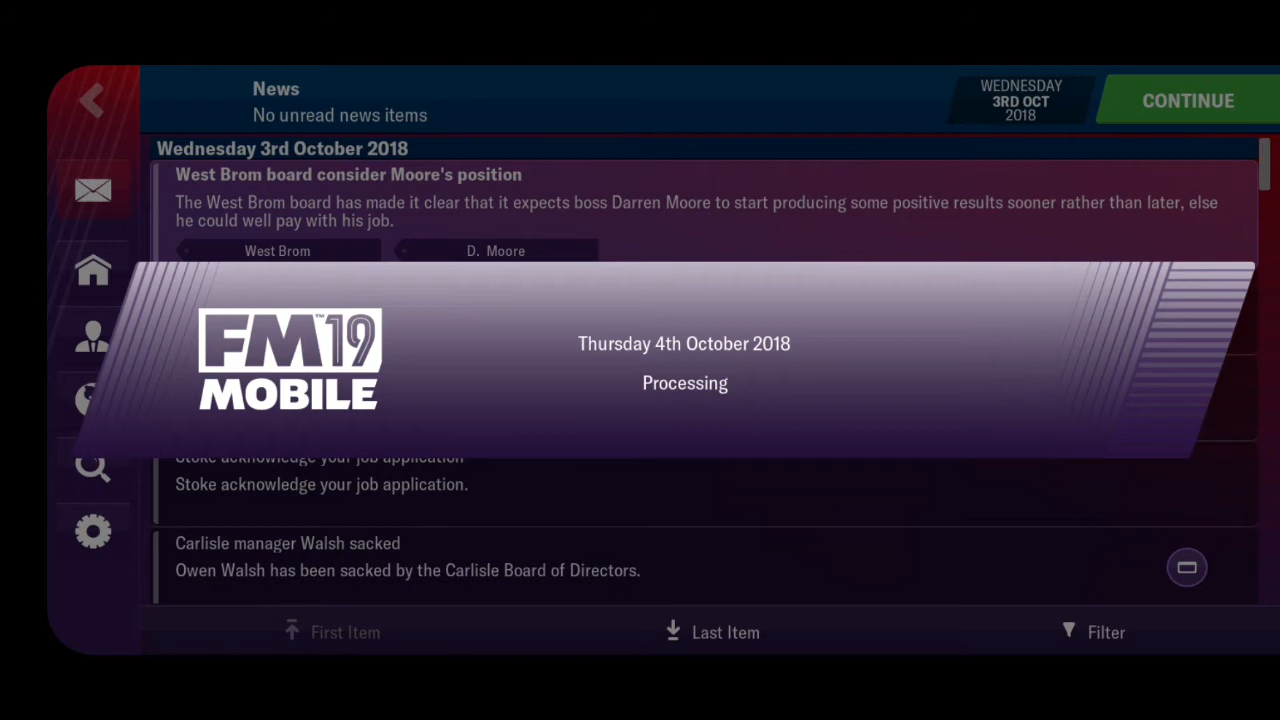 News
No unread news items
WEDNESDAY
3RD OCT
2018
CONTINUE
Wednesday 3rd October 2018
West Brom board consider Moore's position
The West Brom board has made it clear that it expects boss Darren Moore to start producing some positive results sooner rather than later, else
he could well pay with his job.
West Brom
D. Moore
FM™19
MOBILE
Thursday 4th October 2018
Processing
Stoke acknowledge your job application
Stoke acknowledge your job application.
Carlisle manager Walsh sacked
Owen Walsh has been sacked by the Carlisle Board of Directors.
First Item
Last Item
Filter